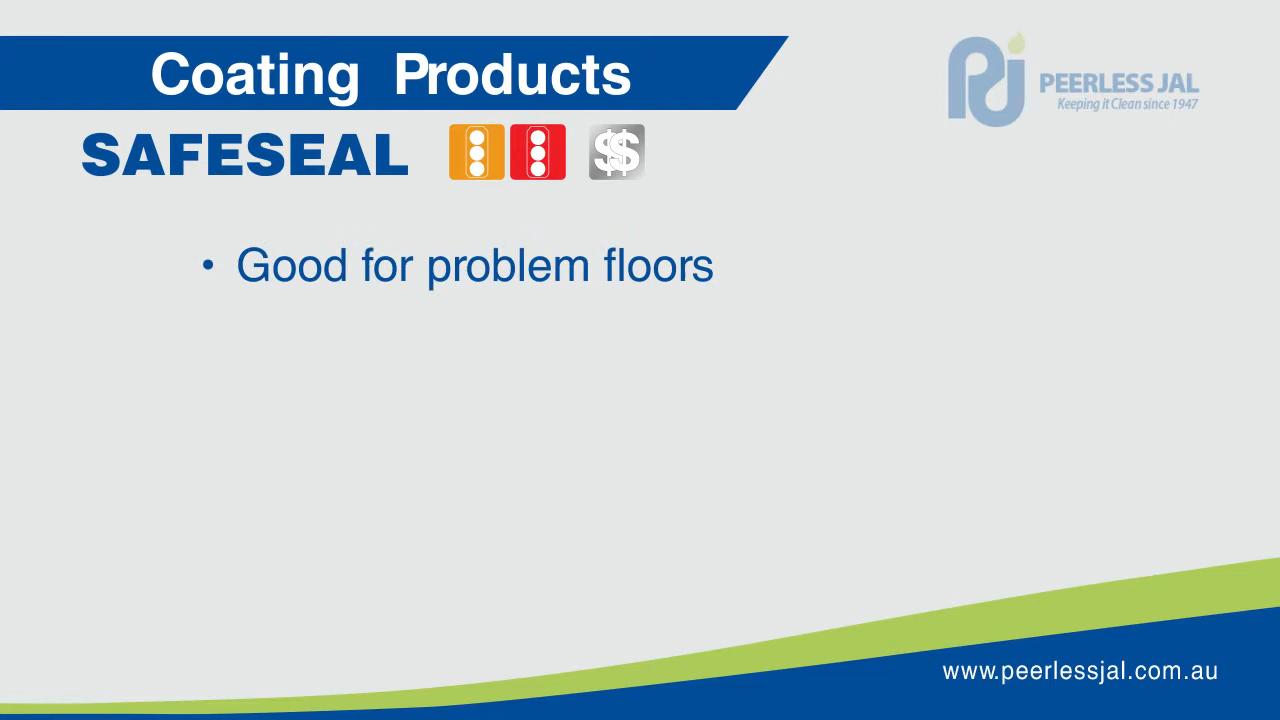 Coating Products
PEERLESS JAL
Keeping it Clean since 1947
SAFESEAL $$
• Good for problem floors
www.peerlessjal.com.au